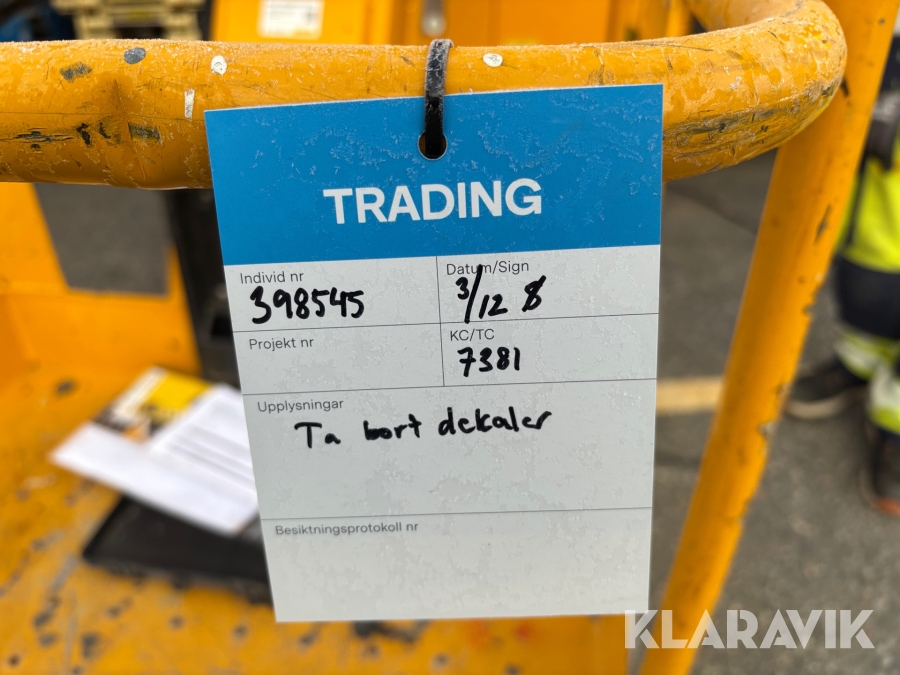 TRADING
Individ nr
398545
Datum/Sign
3/12
Projekt nr
KC/TC
7381
Upplysningar
Ta bort dekaler
Besiktningsprotokoll nr
KLARAVIK